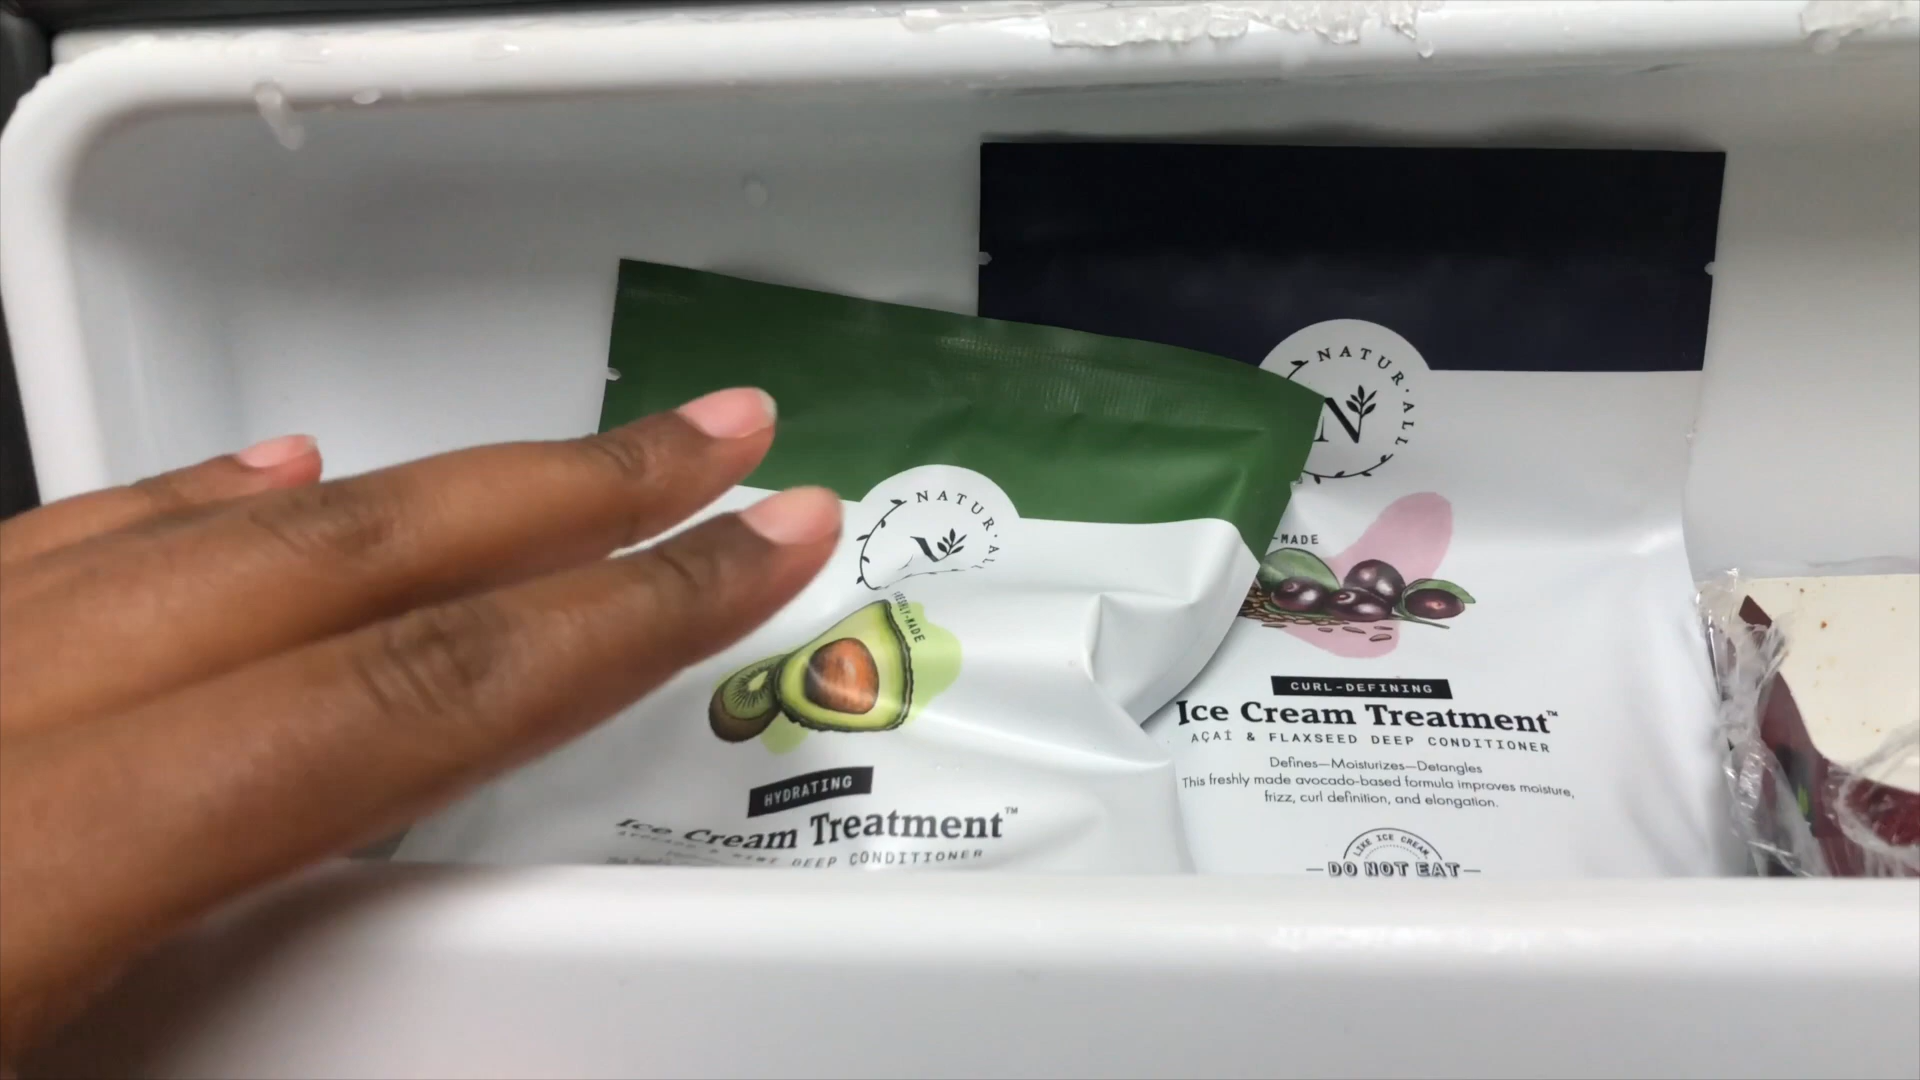 NATUR·ALL
FRESHLY-MADE
HYDRATING
Ice Cream Treatment™
DEEP CONDITIONER
NATUR·ALL
N
-MADE
CURL-DEFINING
Ice Cream Treatment™
AÇAÍ & FLAXSEED DEEP CONDITIONER
Defines—Moisturizes—Detangles
This freshly made avocado-based formula improves moisture,
frizz, curl definition, and elongation.
LIKE ICE CREAM,
—DO NOT EAT—